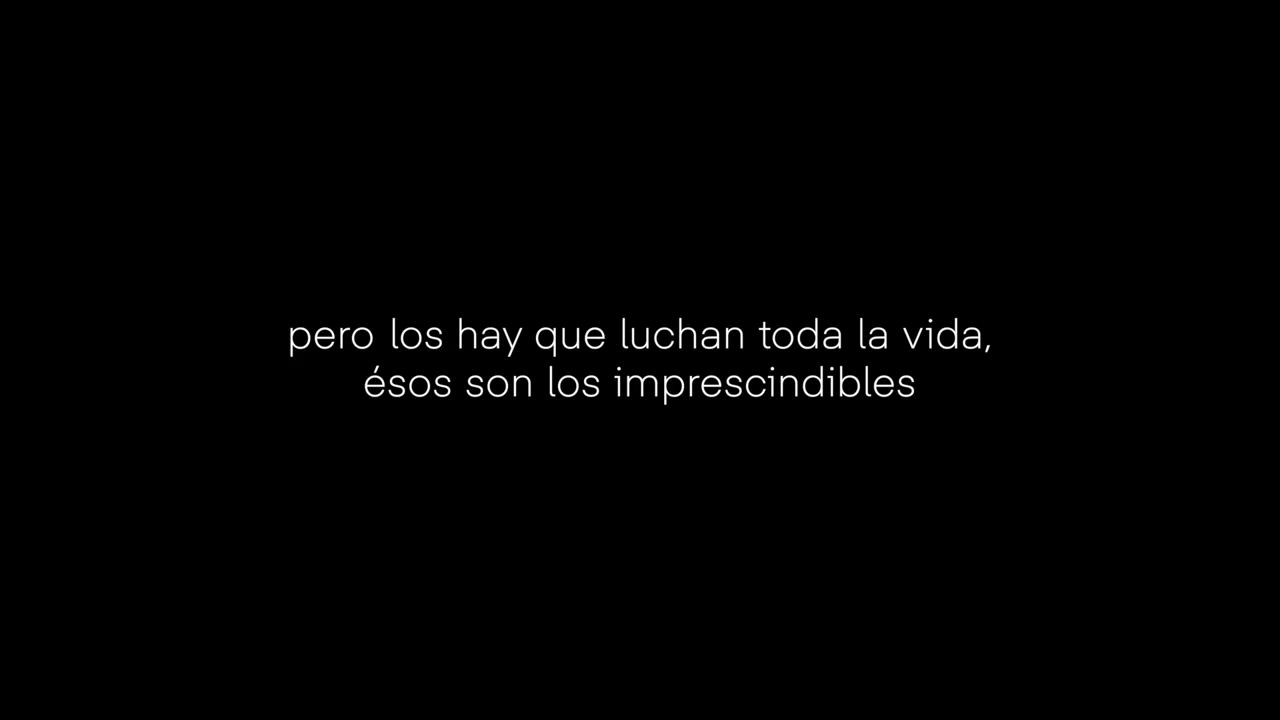 pero los hay que luchan toda la vida,
ésos son los imprescindibles